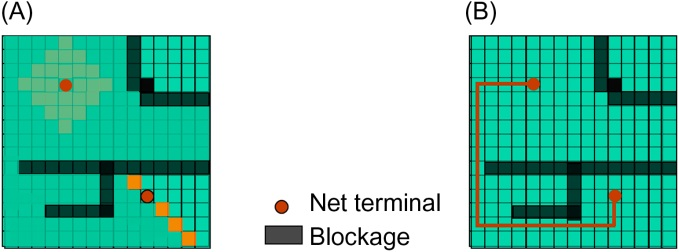 (A)
(B)
Net terminal
Blockage